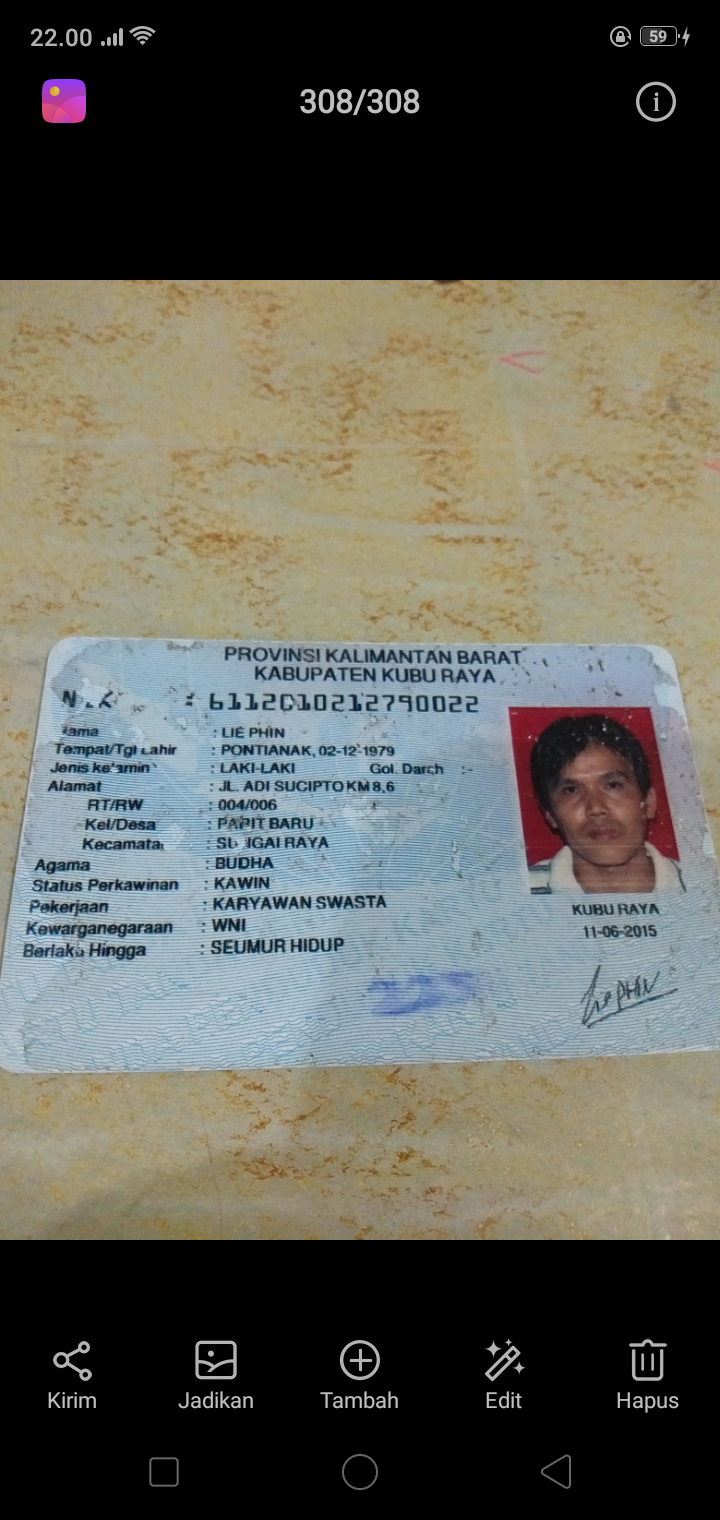 22.00
59
308/308
PROVINSI KALIMANTAN BARAT
KABUPATEN KUBU RAYA
: 6112010212790022
: LIE PHIN
Tempat/Tgl Lahir : PONTIANAK, 02-12-1979
Jenis kelamin : LAKI-LAKI Gol. Darah :-
Alamat : JL. ADI SUCIPTO KM 8,6
RT/RW : 004/006
Kel/Desa : PARIT BARU
Kecamatan : SUNGAI RAYA
Agama : BUDHA
Status Perkawinan : KAWIN
Pekerjaan : KARYAWAN SWASTA
Kewarganegaraan : WNI
Berlaku Hingga : SEUMUR HIDUP
KUBU RAYA
11-06-2015
Lie PHIN
Kirim
Jadikan
Tambah
Edit
Hapus